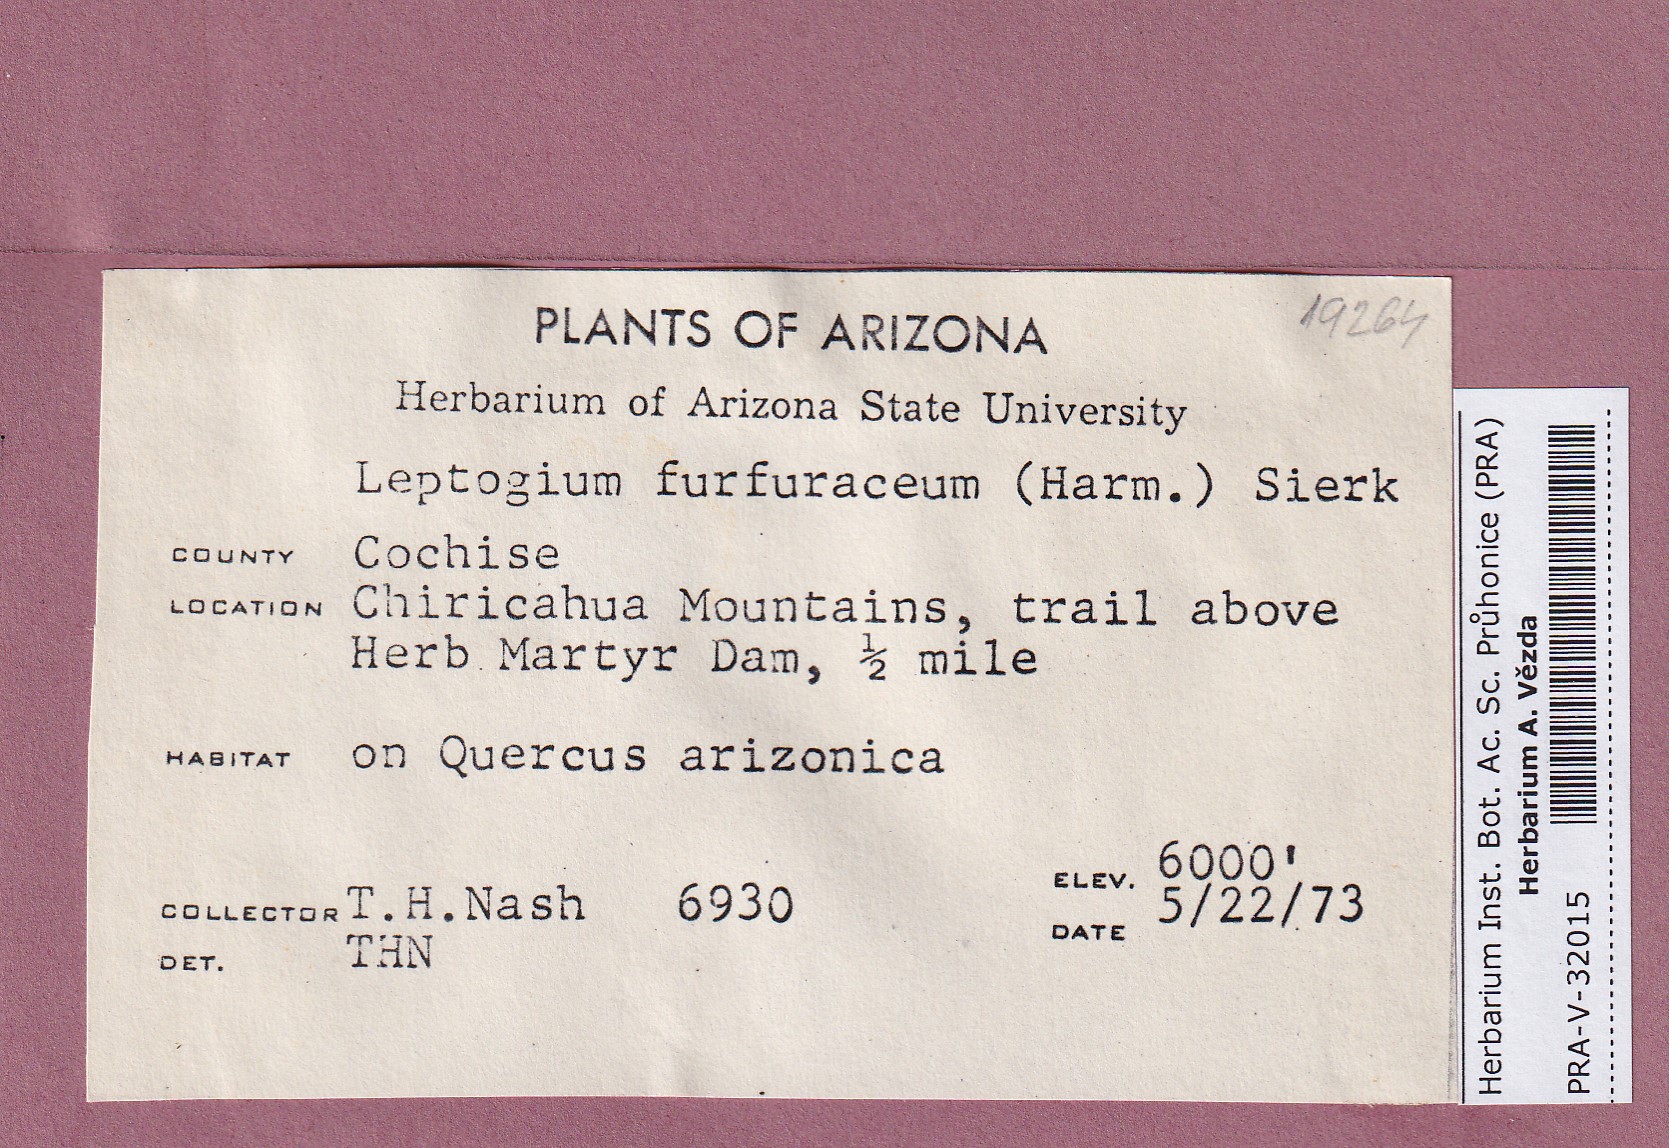 19264
PLANTS OF ARIZONA
Herbarium of Arizona State University
Leptogium furfuraceum (Harm.) Sierk
COUNTY Cochise
LOCATION Chiricahua Mountains, trail above
Herb Martyr Dam, ½ mile
HABITAT on Quercus arizonica
ELEV. 6000'
COLLECTOR T.H.Nash 6930
DATE 5/22/73
DET. THN
Herbarium Inst. Bot. Ac. Sc. Průhonice (PRA)
Herbarium A. Vězda
PRA-V-32015